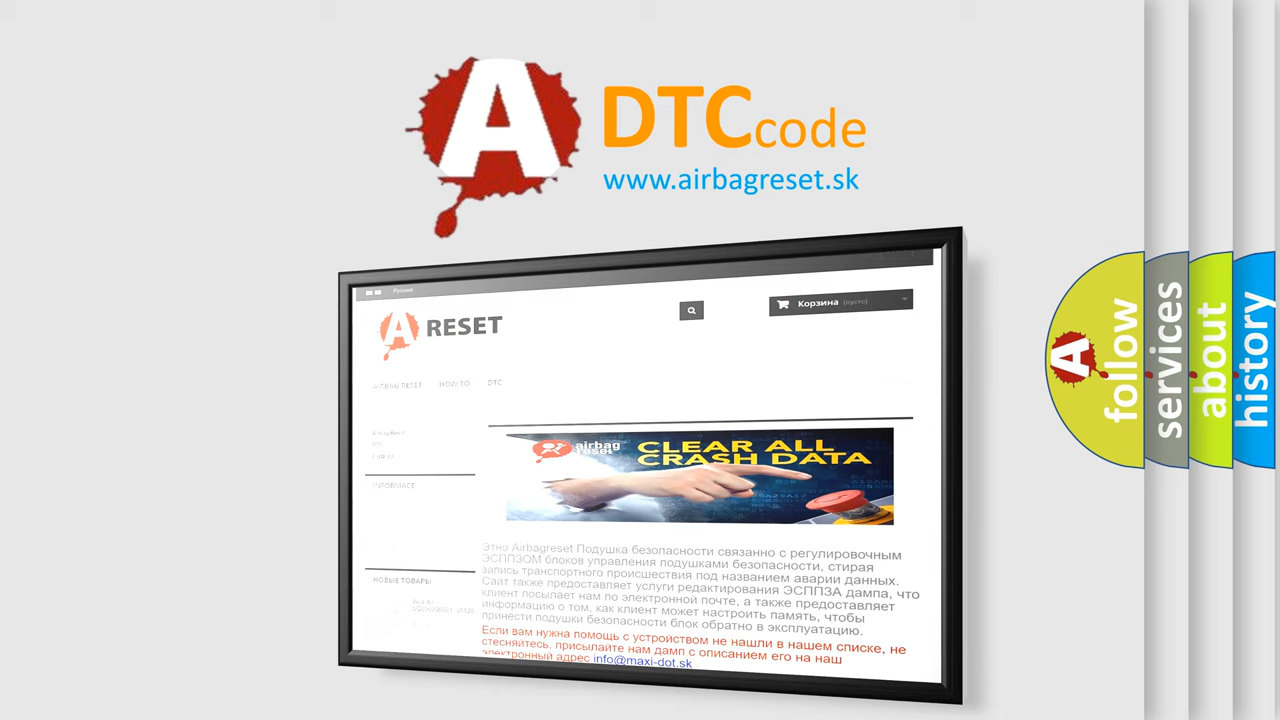 A DTCcode
www.airbagreset.sk
Русский
A RESET
Корзина (пусто)
AIRBAG RESET HOW TO DTC
INFORMACE
НОВЫЕ ТОВАРЫ
airbag
reset
CLEAR ALL
CRASH DATA
Этно Airbagreset Подушка безопасности связанно с регулировочным
ЭСППЗОМ блоков управления подушками безопасности, стирая
запись транспортного происшествия под названием аварии данных.
Сайт также предоставляет услуги редактирования ЭСППЗА дампа, что
клиент посылает нам по электронной почте, а также предоставляет
информацию о том, как клиент может настроить память, чтобы
принести подушки безопасности блок обратно в эксплуатацию.
Если вам нужна помощь с устройством не нашли в нашем списке, не
стесняйтесь, присылайте нам дамп с описанием его на наш
электронный адрес info@maxi-dot.sk
A
follow
services
about
history